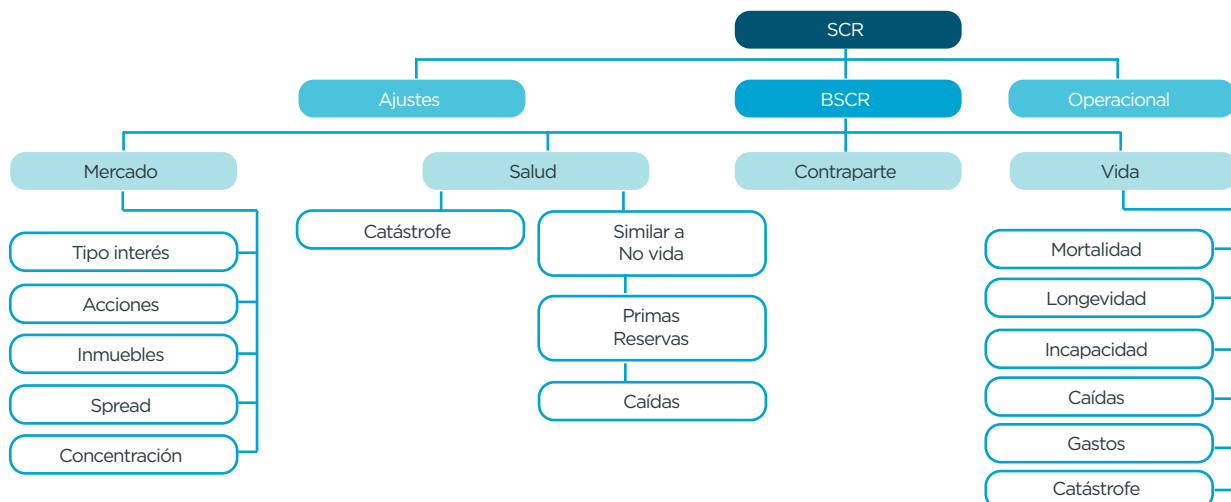 SCR
Ajustes
BSCR
Operacional
Mercado
Salud
Contraparte
Vida
Tipo interés
Acciones
Inmuebles
Spread
Concentración
Catástrofe
Similar a
No vida
Primas
Reservas
Caídas
Mortalidad
Longevidad
Incapacidad
Caídas
Gastos
Catástrofe